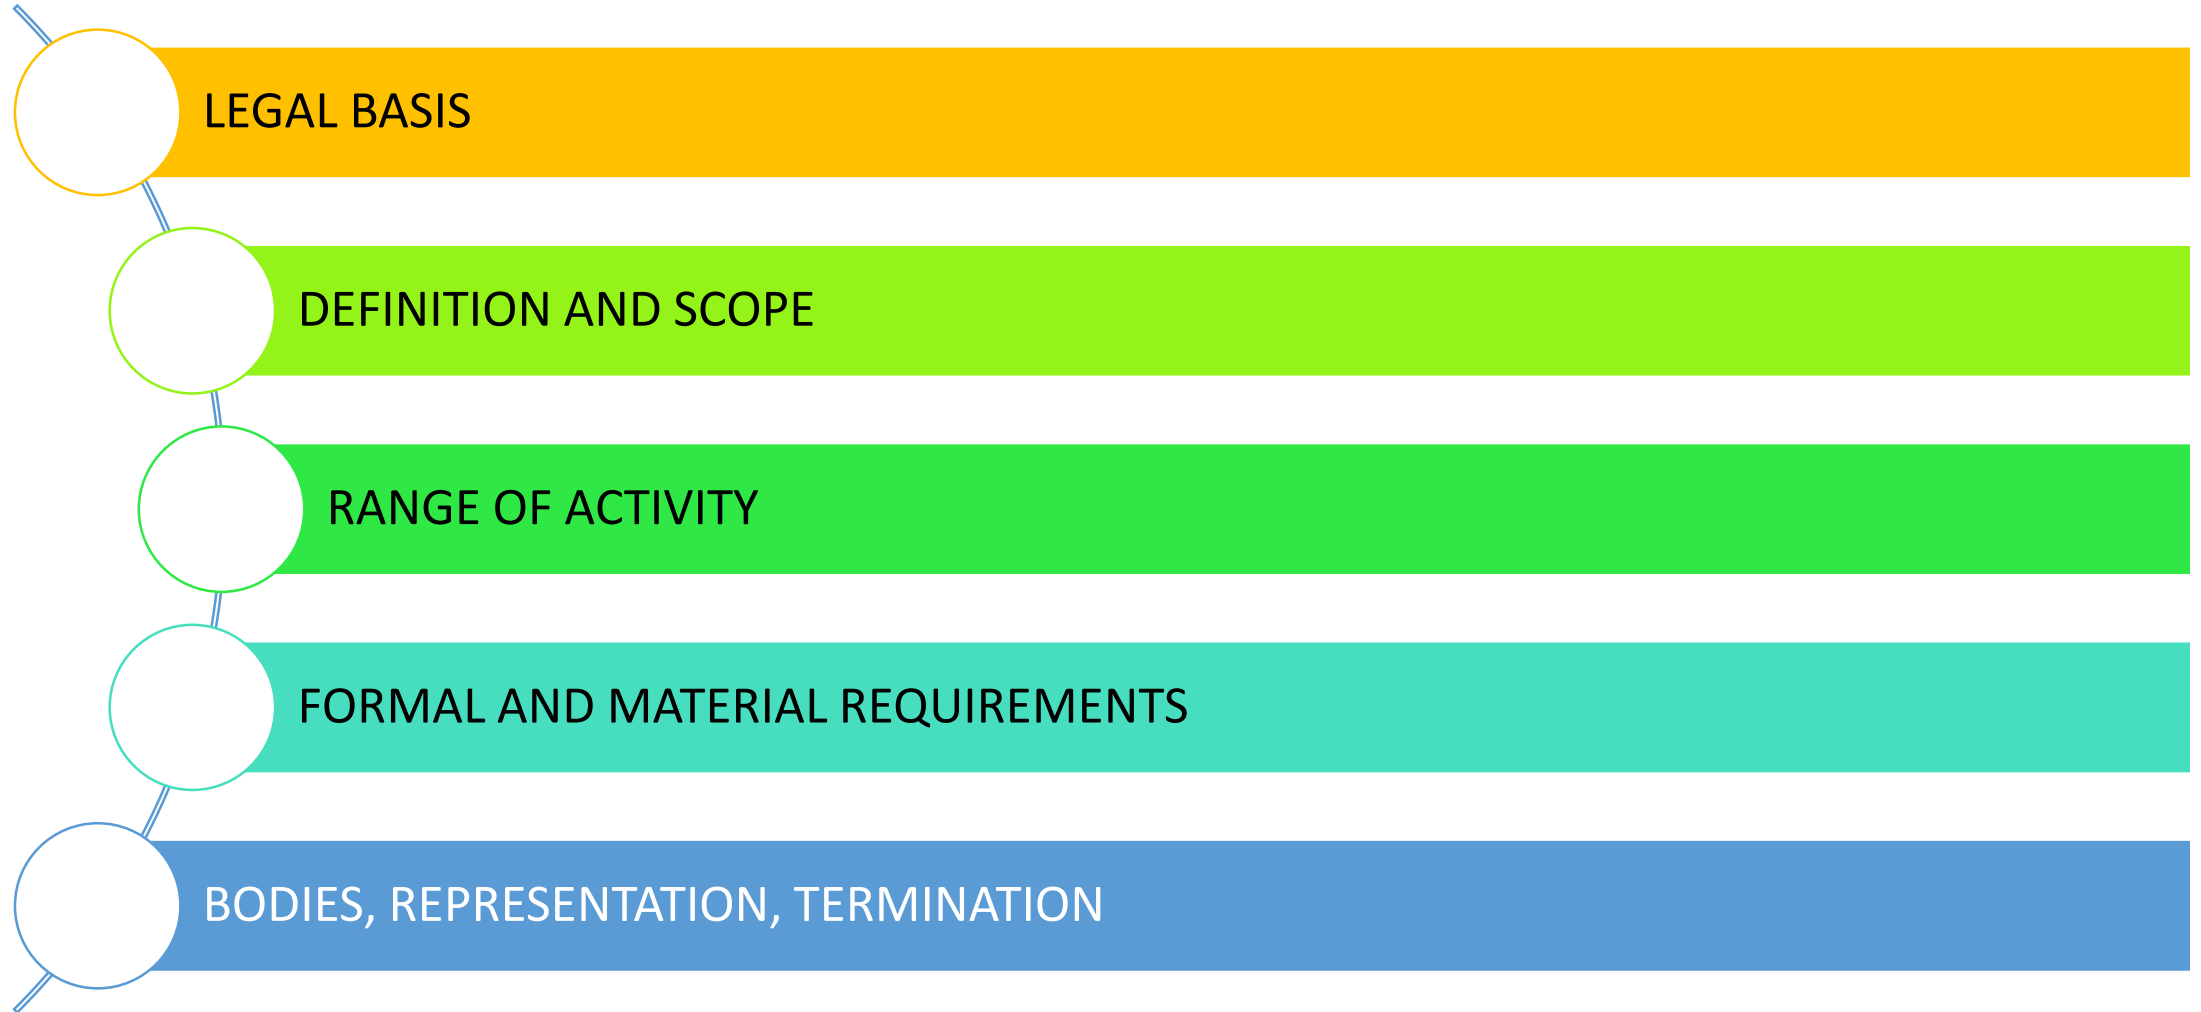 LEGAL BASIS
DEFINITION AND SCOPE
RANGE OF ACTIVITY
FORMAL AND MATERIAL REQUIREMENTS
BODIES, REPRESENTATION, TERMINATION